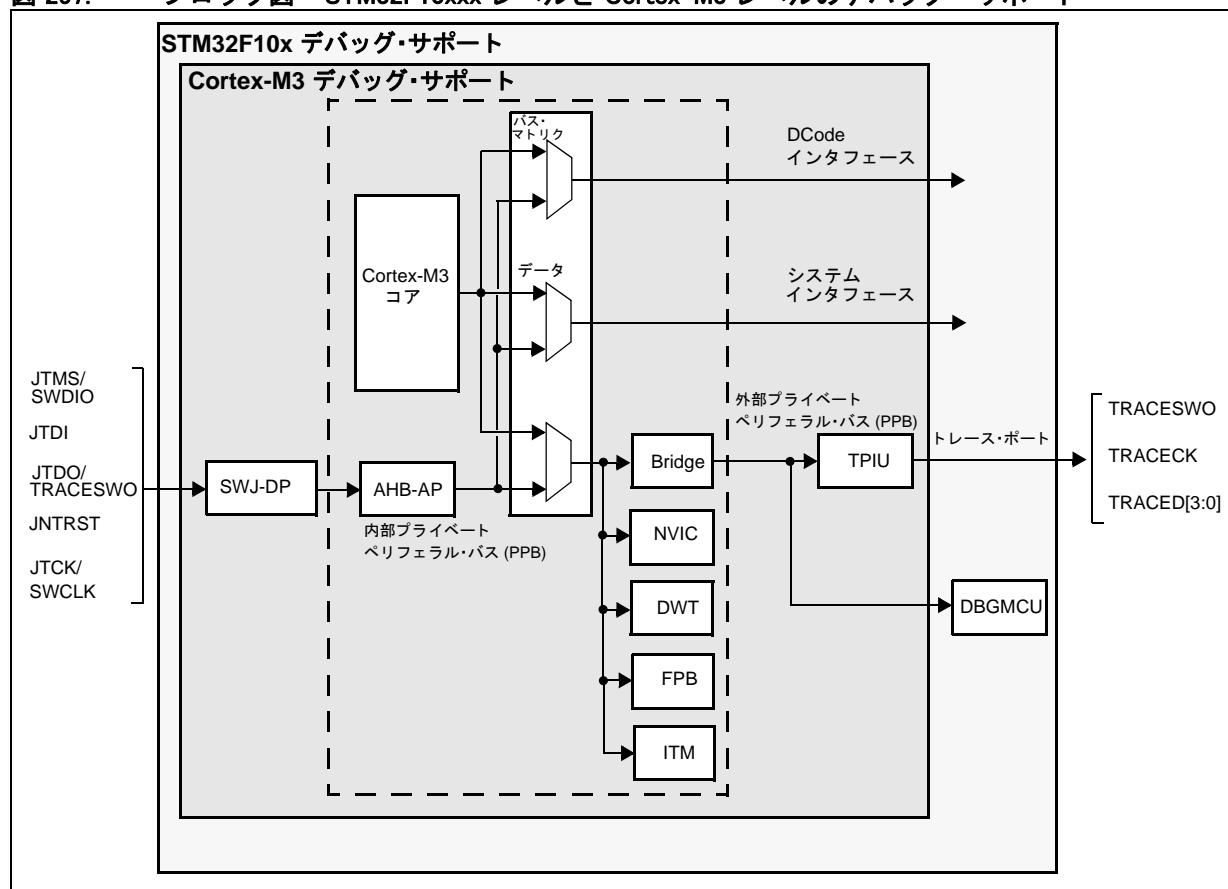 STM32F10x デバッグ・サポート
Cortex-M3 デバッグ・サポート
バス・
マトリク
DCode
インタフェース
Cortex-M3
コア
データ
システム
インタフェース
JTMS/
SWDIO
JTDI
JTDO/
TRACESWO
JNTRST
JTCK/
SWCLK
SWJ-DP
AHB-AP
内部プライベート
ペリフェラル・バス (PPB)
Bridge
NVIC
DWT
FPB
ITM
外部プライベート
ペリフェラル・バス (PPB)
TPIU
トレース・ポート
DBGMCU
TRACESWO
TRACECK
TRACED[3:0]